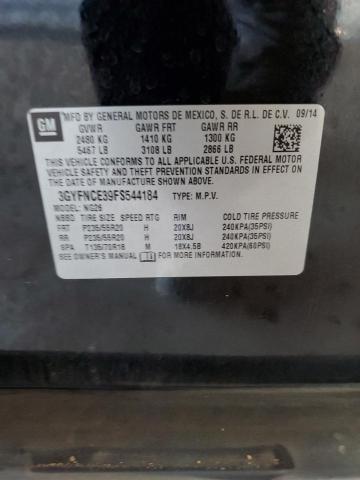 GM
MFD BY GENERAL MOTORS DE MEXICO, S. DE R.L. DE C.V. 09/14
GVWR GAWR FRT GAWR RR
2480 KG 1410 KG 1300 KG
5467 LB 3108 LB 2866 LB
THIS VEHICLE CONFORMS TO ALL APPLICABLE U.S. FEDERAL MOTOR
VEHICLE SAFETY AND THEFT PREVENTION STANDARDS IN EFFECT ON
THE DATE OF MANUFACTURE SHOWN ABOVE.
3GYFNCE39FS544184 TYPE: M.P.V.
MODEL: NG26
NBBD TIRE SIZE SPEED RTG RIM COLD TIRE PRESSURE
FRT P235/55R20 H 20X8J 240KPA(35PSI)
RR P235/55R20 H 20X8J 240KPA(35PSI)
SPA T135/70R18 M 18X4.5B 420KPA(60PSI)
SEE OWNER'S MANUAL FOR MORE INFORMATION.